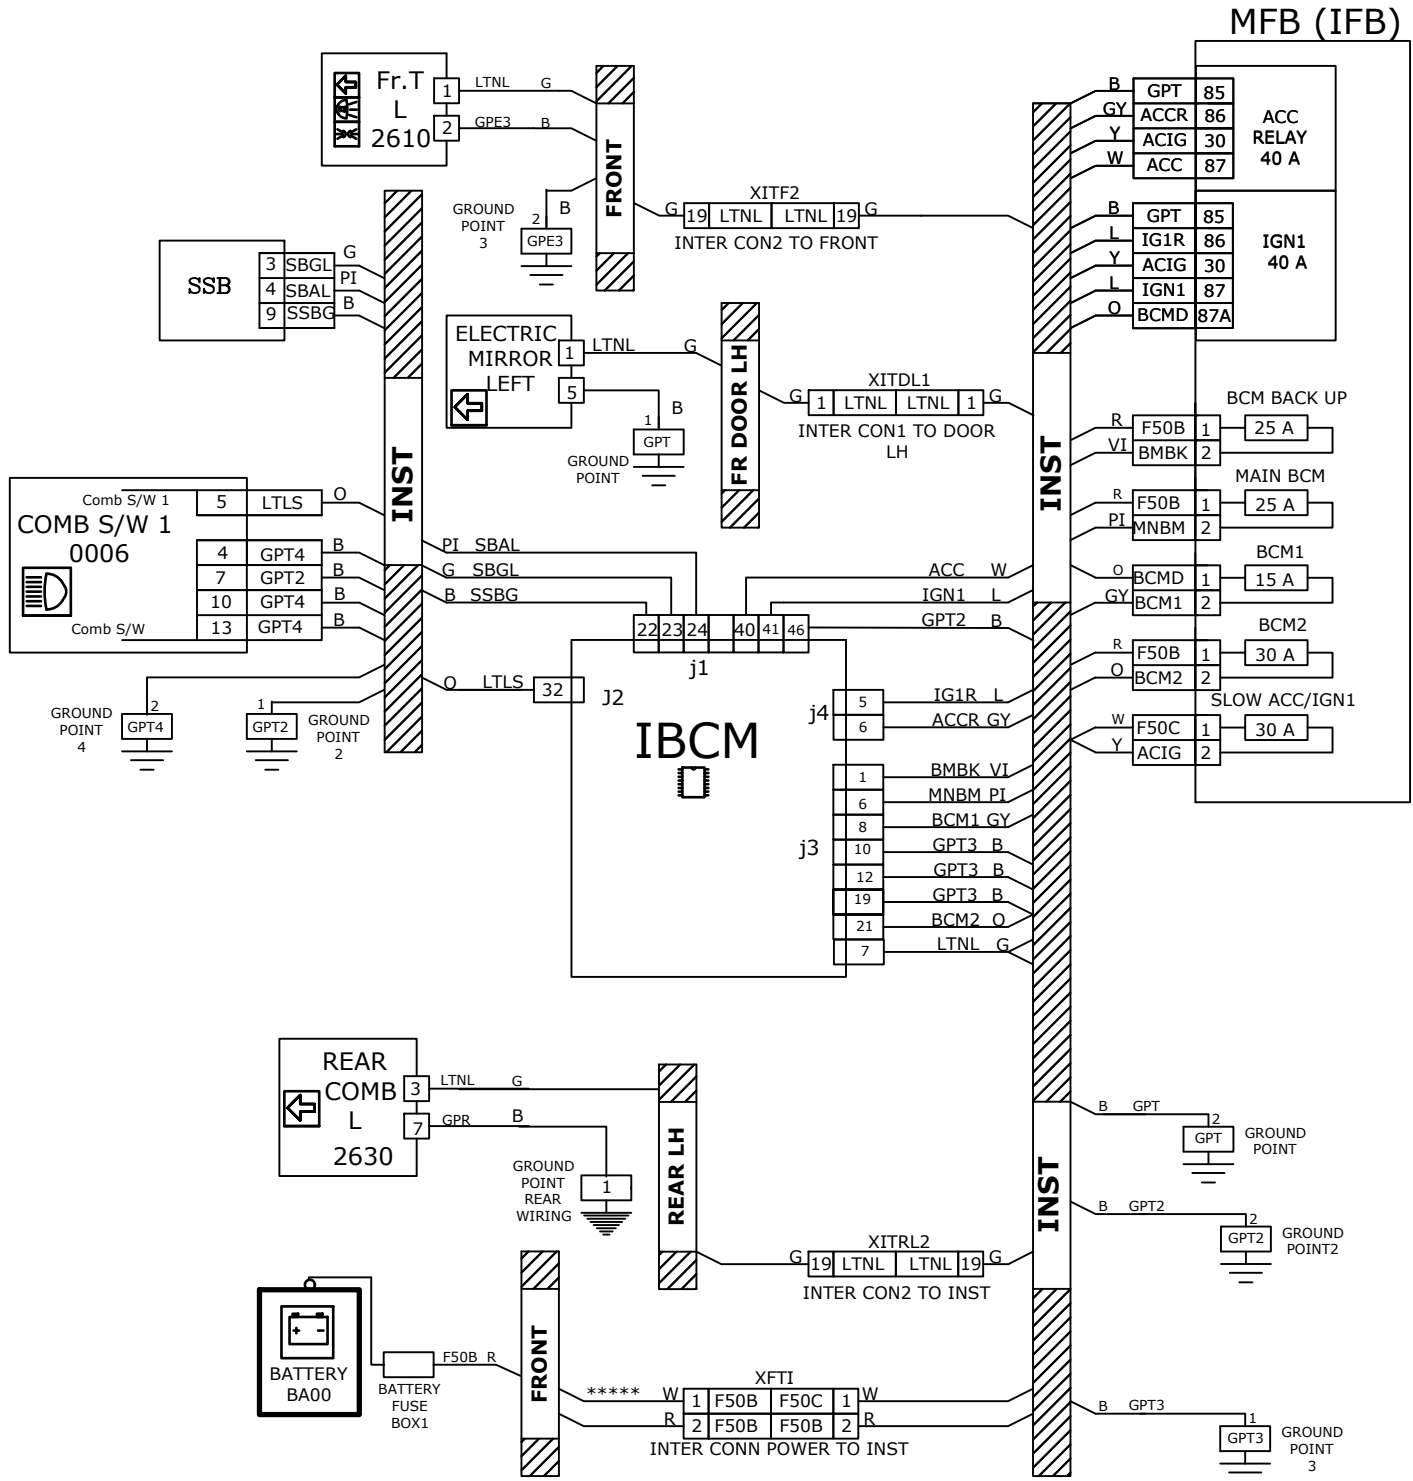 MFB (IFB)
Fr.T
L
2610
1 LTNL G
2 GPE3 B
FRONT
GROUND
POINT
3
2 B
GPE3
XITF2
G 19 LTNL LTNL 19 G
INTER CON2 TO FRONT
B GPT 85
GY ACCR 86
Y ACIG 30
W ACC 87
ACC
RELAY
40 A
B GPT 85
L IG1R 86
Y ACIG 30
L IGN1 87
O BCMD 87A
IGN1
40 A
SSB
3 SBGL G
4 SBAL PI
9 SSBG B
INST
ELECTRIC
MIRROR
LEFT
1 LTNL G
5
1 B
GPT
GROUND
POINT
FR DOOR LH
XITDL1
G 1 LTNL LTNL 1 G
INTER CON1 TO DOOR
LH
INST
BCM BACK UP
R F50B 1 25 A
VI BMBK 2
MAIN BCM
R F50B 1 25 A
PI MNBM 2
BCM1
O BCMD 1 15 A
GY BCM1 2
BCM2
R F50B 1 30 A
O BCM2 2
SLOW ACC/IGN1
W F50C 1 30 A
Y ACIG 2
Comb S/W 1
COMB S/W 1
0006
Comb S/W
5 LTLS O
4 GPT4 B
7 GPT2 B
10 GPT4 B
13 GPT4 B
GROUND
POINT
4
2
GPT4
1
GPT2
GROUND
POINT
2
PI SBAL
G SBGL
B SSBG
O LTLS 32
J2
22 23 24 40 41 46
j1
ACC W
IGN1 L
GPT2 B
IBCM
j4
5 IG1R L
6 ACCR GY
j3
1 BMBK VI
6 MNBM PI
8 BCM1 GY
10 GPT3 B
12 GPT3 B
19 GPT3 B
21 BCM2 O
7 LTNL G
REAR
COMB
L
2630
3 LTNL G
7 GPR B
GROUND
POINT
REAR
WIRING
1
REAR LH
XITRL2
G 19 LTNL LTNL 19 G
INTER CON2 TO INST
INST
B GPT
2
GPT
GROUND
POINT
B GPT2
2
GPT2
GROUND
POINT2
B GPT3
1
GPT3
GROUND
POINT
3
+ -
BATTERY
BA00
BATTERY
FUSE
BOX1
F50B R
FRONT
XFTI
***** W 1 F50B F50C 1 W
R 2 F50B F50B 2 R
INTER CONN POWER TO INST